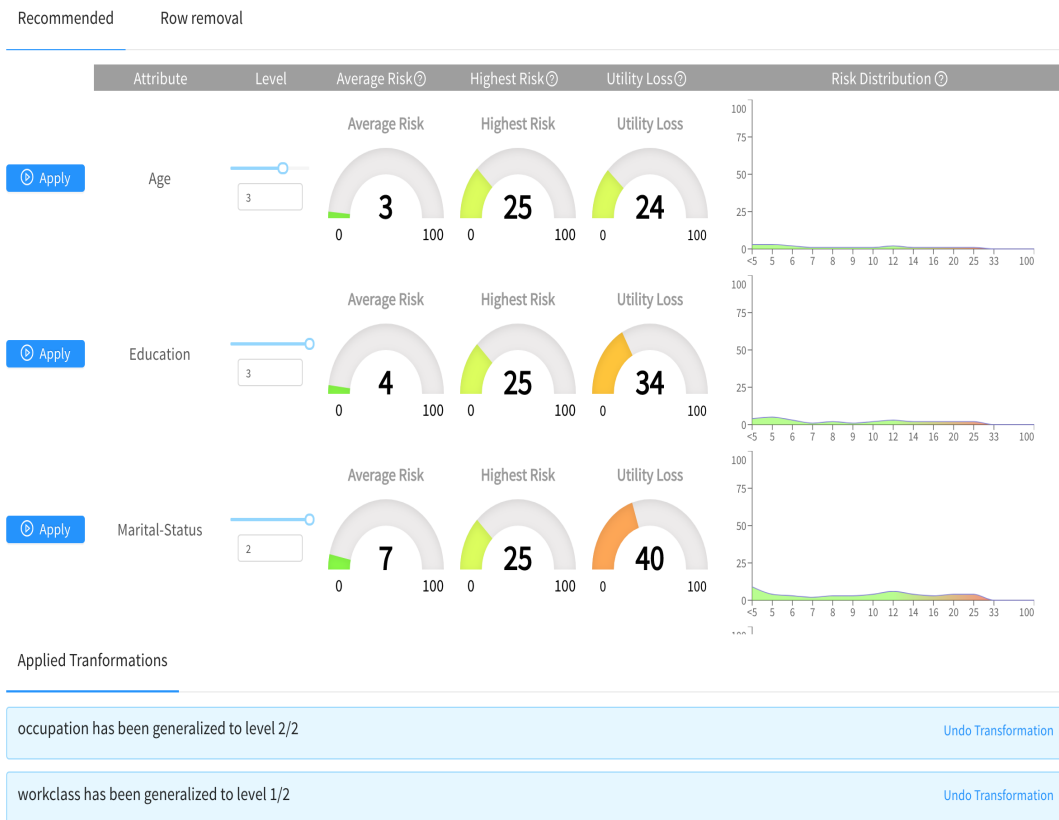 Recommended Row removal
Attribute Level Average Risk Highest Risk Utility Loss Risk Distribution
Average Risk Highest Risk Utility Loss
100
75
50
25
0
Apply Age 3
3 25 24
0 100 0 100 0 100
<5 5 6 7 8 9 10 12 14 16 20 25 33 100
Average Risk Highest Risk Utility Loss
100
75
50
25
0
Apply Education 3
4 25 34
0 100 0 100 0 100
<5 5 6 7 8 9 10 12 14 16 20 25 33 100
Average Risk Highest Risk Utility Loss
100
75
50
25
0
Apply Marital-Status 2
7 25 40
0 100 0 100 0 100
<5 5 6 7 8 9 10 12 14 16 20 25 33 100
Applied Tranformations
occupation has been generalized to level 2/2 Undo Transformation
workclass has been generalized to level 1/2 Undo Transformation